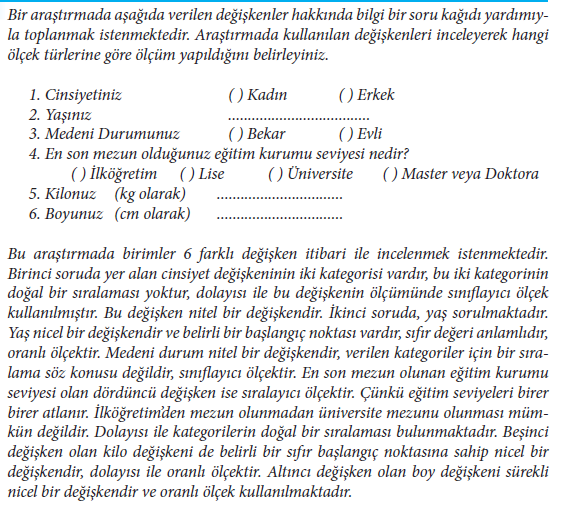 Bir araştırmada aşağıda verilen değişkenler hakkında bilgi bir soru kağıdı yardımıy-
la toplanmak istenmektedir. Araştırmada kullanılan değişkenleri inceleyerek hangi
ölçek türlerine göre ölçüm yapıldığını belirleyiniz.
1. Cinsiyetiniz ( ) Kadın ( ) Erkek
2. Yaşınız ...................................
3. Medeni Durumunuz ( ) Bekar ( ) Evli
4. En son mezun olduğunuz eğitim kurumu seviyesi nedir?
( ) İlköğretim ( ) Lise ( ) Üniversite ( ) Master veya Doktora
5. Kilonuz (kg olarak) ...............................
6. Boyunuz (cm olarak) ...............................
Bu araştırmada birimler 6 farklı değişken itibari ile incelenmek istenmektedir.
Birinci soruda yer alan cinsiyet değişkeninin iki kategorisi vardır, bu iki kategorinin
doğal bir sıralaması yoktur, dolayısı ile bu değişkenin ölçümünde sınıflayıcı ölçek
kullanılmıştır. Bu değişken nitel bir değişkendir. İkinci soruda, yaş sorulmaktadır.
Yaş nicel bir değişkendir ve belirli bir başlangıç noktası vardır, sıfır değeri anlamlıdır,
oranlı ölçektir. Medeni durum nitel bir değişkendir, verilen kategoriler için bir sıra-
lama söz konusu değildir, sınıflayıcı ölçektir. En son mezun olunan eğitim kurumu
seviyesi olan dördüncü değişken ise sıralayıcı ölçektir. Çünkü eğitim seviyeleri birer
birer atlanır. İlköğretim'den mezun olunmadan üniversite mezunu olunması müm-
kün değildir. Dolayısı ile kategorilerin doğal bir sıralaması bulunmaktadır. Beşinci
değişken olan kilo değişkeni de belirli bir sıfır başlangıç noktasına sahip nicel bir
değişkendir, dolayısı ile oranlı ölçektir. Altıncı değişken olan boy değişkeni sürekli
nicel bir değişkendir ve oranlı ölçek kullanılmaktadır.